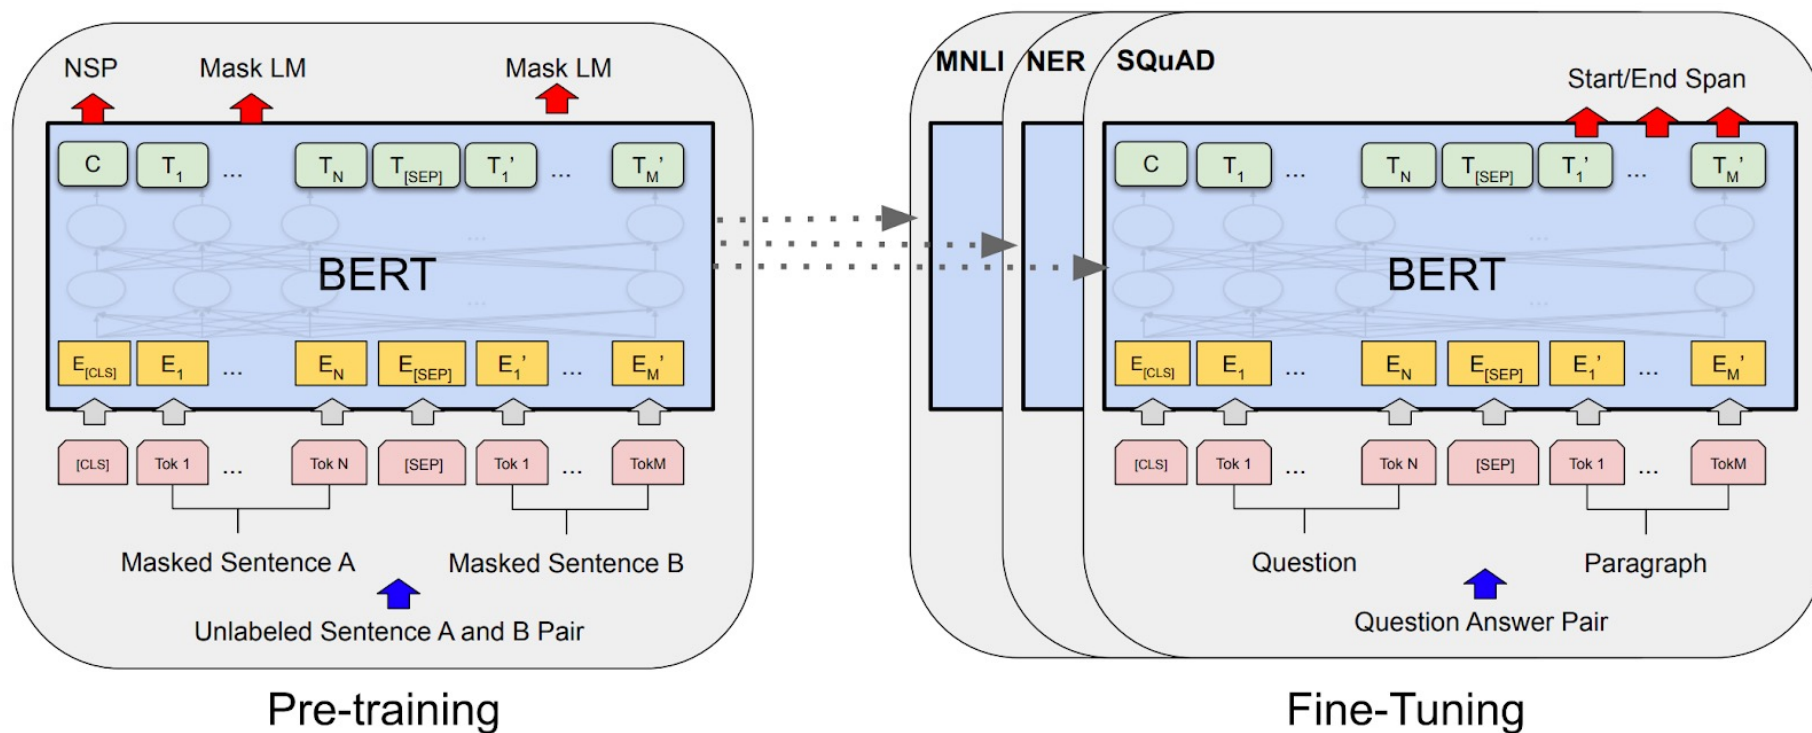 NSP Mask LM Mask LM
C T1 ... TN T[SEP] T1' ... TM'
...
BERT
...
E[CLS] E1 ... EN E[SEP] E1' ... EM'
[CLS] Tok 1 ... Tok N [SEP] Tok 1 ... TokM
Masked Sentence A Masked Sentence B
Unlabeled Sentence A and B Pair
Pre-training
MNLI NER SQuAD
Start/End Span
C T1 ... TN T[SEP] T1' ... TM'
...
BERT
...
E[CLS] E1 ... EN E[SEP] E1' ... EM'
[CLS] Tok 1 ... Tok N [SEP] Tok 1 ... TokM
Question Paragraph
Question Answer Pair
Fine-Tuning